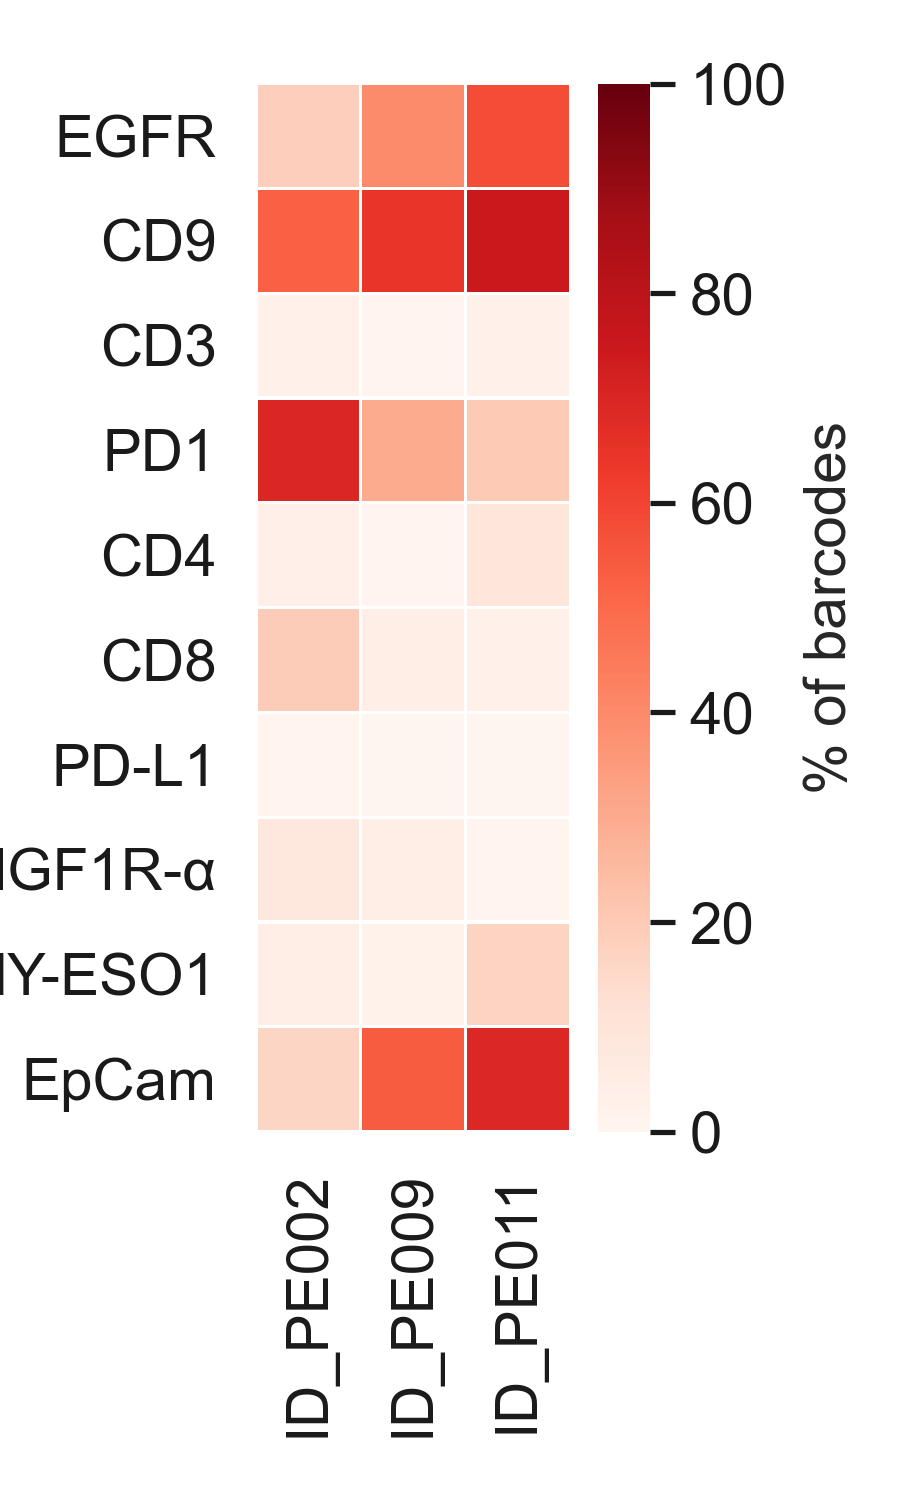 EGFR
CD9
CD3
PD1
CD4
CD8
PD-L1
IGF1R-α
Y-ESO1
EpCam
ID_PE002
ID_PE009
ID_PE011
100
80
60
40
20
0
% of barcodes